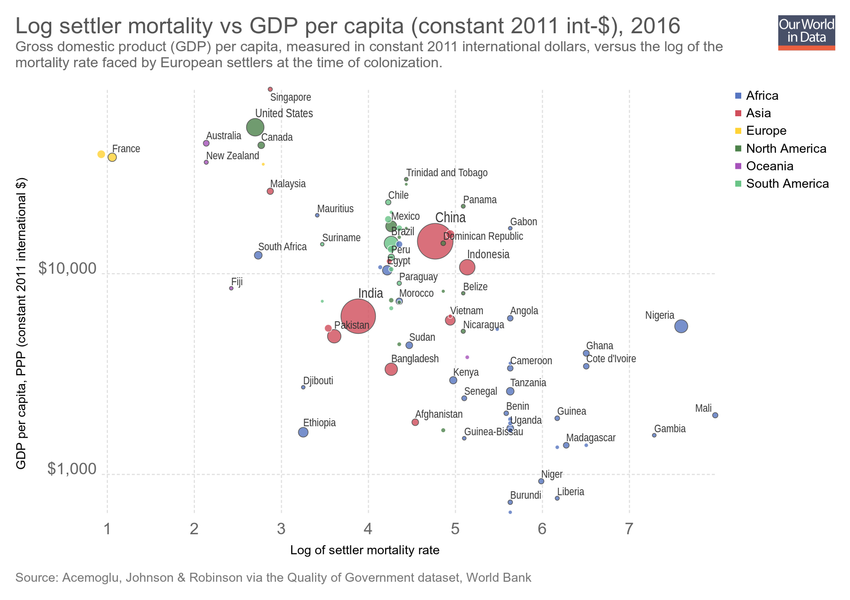 Log settler mortality vs GDP per capita (constant 2011 int-$), 2016
Our World
in Data
Gross domestic product (GDP) per capita, measured in constant 2011 international dollars, versus the log of the
mortality rate faced by European settlers at the time of colonization.
Africa
Asia
Europe
North America
Oceania
South America
GDP per capita, PPP (constant 2011 international $)
$10,000
$1,000
Singapore
United States
Australia
Canada
France
New Zealand
Malaysia
Trinidad and Tobago
Chile
Panama
Mauritius
Mexico
China
Gabon
Brazil
Dominican Republic
Suriname
South Africa
Peru
Indonesia
Egypt
Fiji
Paraguay
Belize
India
Morocco
Vietnam
Angola
Nigeria
Pakistan
Nicaragua
Sudan
Ghana
Bangladesh
Cameroon
Cote d'Ivoire
Kenya
Djibouti
Tanzania
Senegal
Benin
Mali
Afghanistan
Guinea
Ethiopia
Uganda
Guinea-Bissau
Gambia
Madagascar
Niger
Burundi
Liberia
1 2 3 4 5 6 7
Log of settler mortality rate
Source: Acemoglu, Johnson & Robinson via the Quality of Government dataset, World Bank